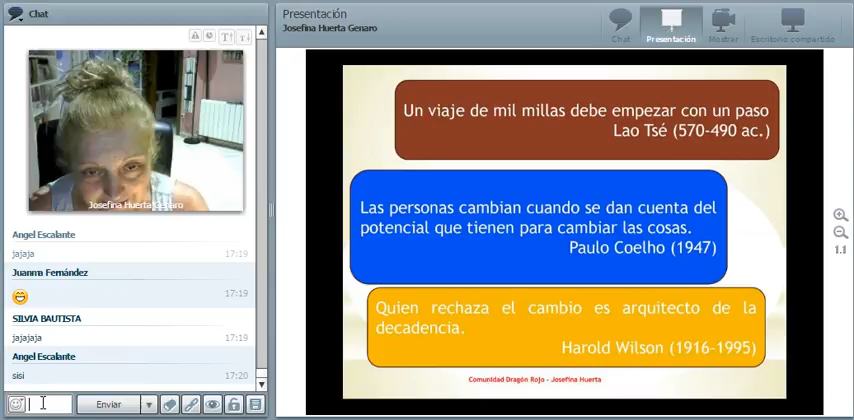 Chat
Josefina Huerta Genaro
Angel Escalante
jajaja 17:19
Juanma Fernández
17:19
SILVIA BAUTISTA
jajajaja 17:19
Angel Escalante
sisi 17:20
Enviar
Presentación
Josefina Huerta Genaro
Chat
Presentación
Mostrar
Escritorio compartido
Un viaje de mil millas debe empezar con un paso
Lao Tsé (570-490 ac.)
Las personas cambian cuando se dan cuenta del
potencial que tienen para cambiar las cosas.
Paulo Coelho (1947)
Quien rechaza el cambio es arquitecto de la
decadencia.
Harold Wilson (1916-1995)
Comunidad Dragón Rojo - Josefina Huerta
1.1